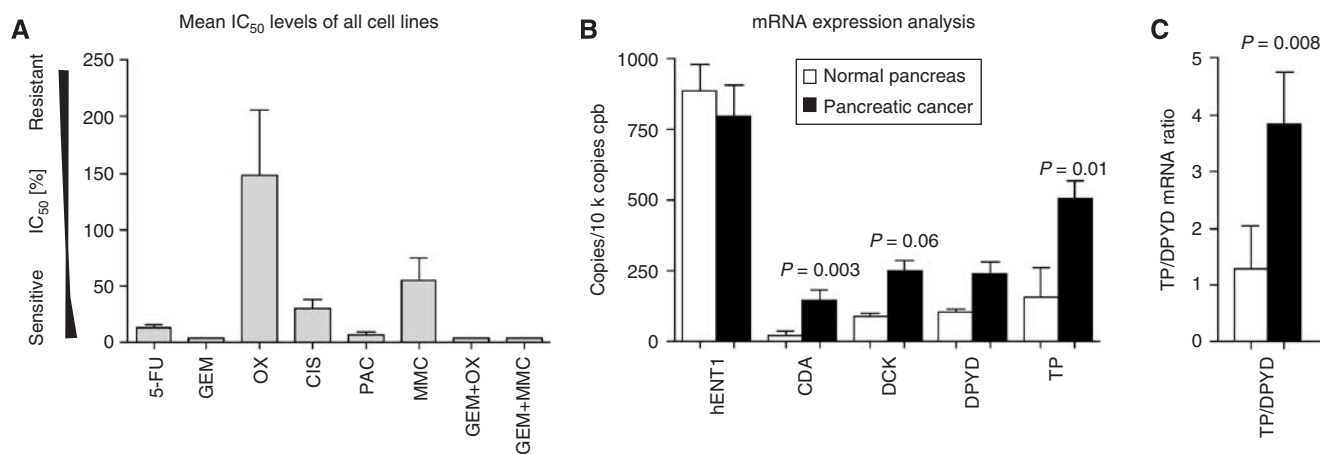 A
Mean IC50 levels of all cell lines
Resistant
IC50 [%]
Sensitive
250
200
150
100
50
0
5-FU
GEM
OX
CIS
PAC
MMC
GEM+OX
GEM+MMC
B
mRNA expression analysis
Copies/10 k copies cpb
1000
750
500
250
0
Normal pancreas
Pancreatic cancer
P = 0.003
P = 0.06
P = 0.01
hENT1
CDA
DCK
DPYD
TP
C
P = 0.008
TP/DPYD mRNA ratio
5
4
3
2
1
0
TP/DPYD